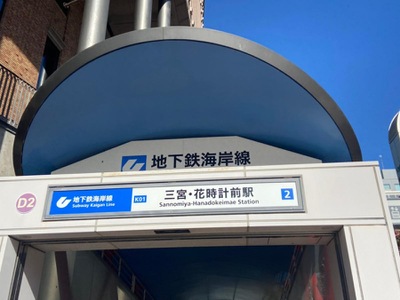 地下鉄海岸線
D2
地下鉄海岸線
Subway Kaigan Line
K01
三宮・花時計前駅
Sannomiya-Hanadokeimae Station
2